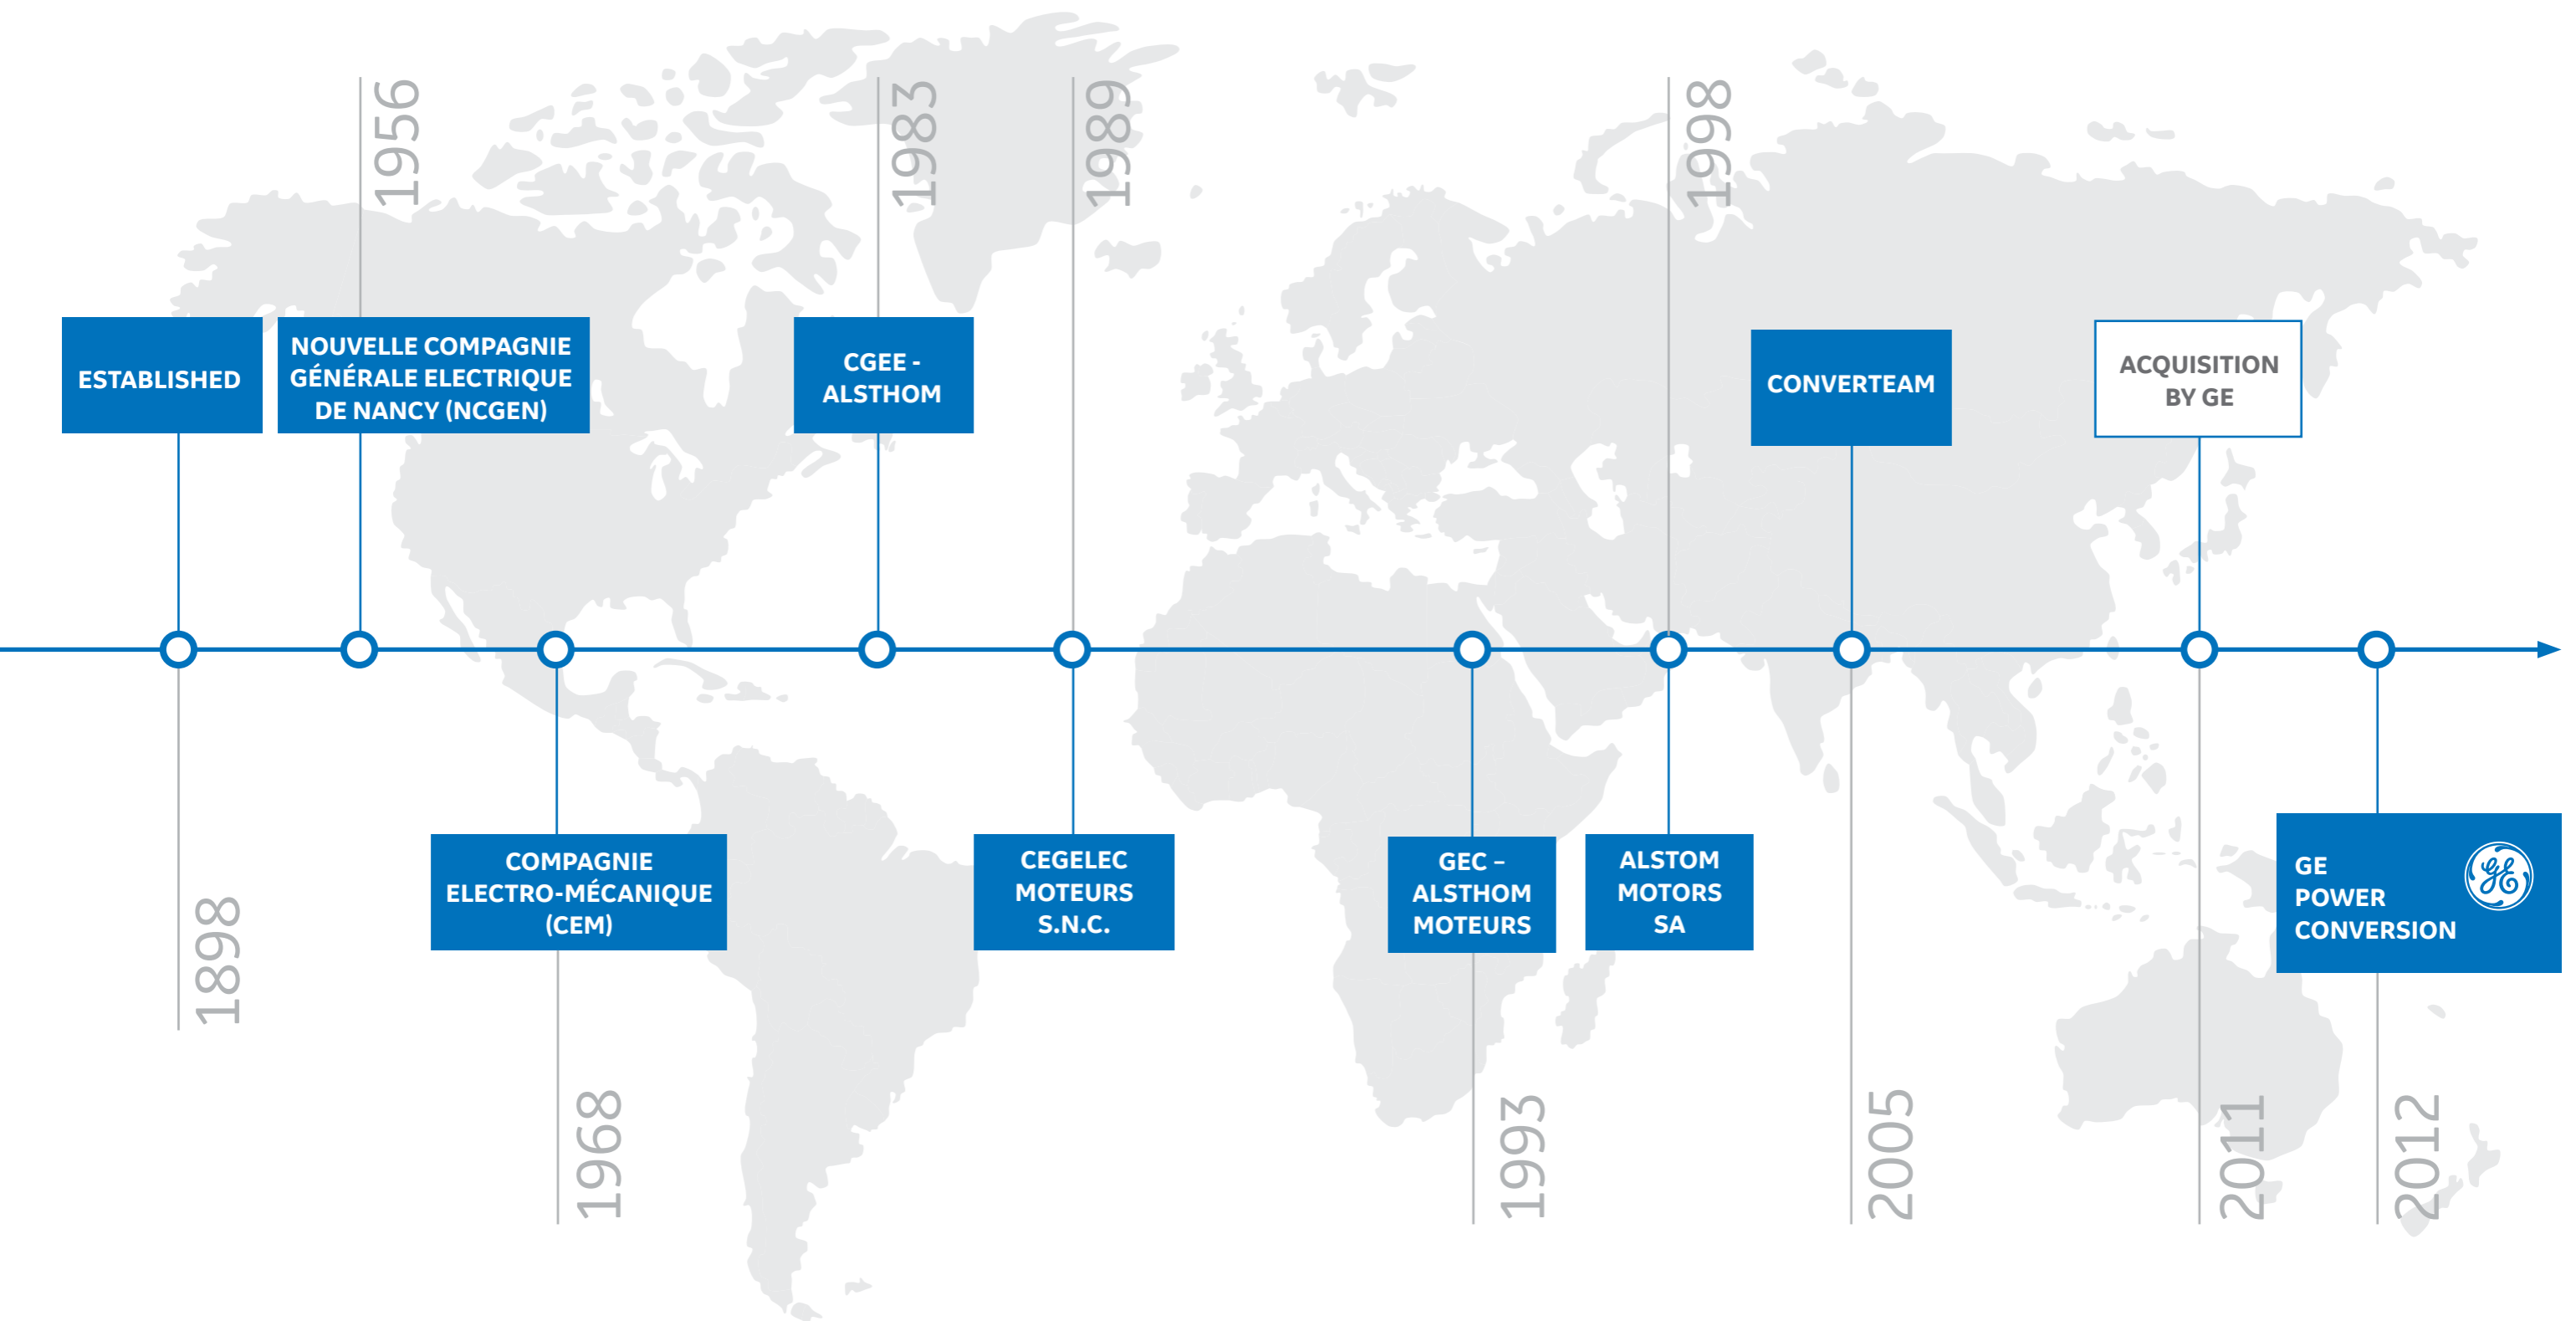 1898
ESTABLISHED
1956
NOUVELLE COMPAGNIE
GÉNÉRALE ELECTRIQUE
DE NANCY (NCGEN)
1968
COMPAGNIE
ELECTRO-MÉCANIQUE
(CEM)
1983
CGEE -
ALSTHOM
1989
CEGELEC
MOTEURS
S.N.C.
1993
GEC –
ALSTHOM
MOTEURS
1998
ALSTOM
MOTORS
SA
2005
CONVERTEAM
2011
ACQUISITION
BY GE
2012
GE
POWER
CONVERSION
GE